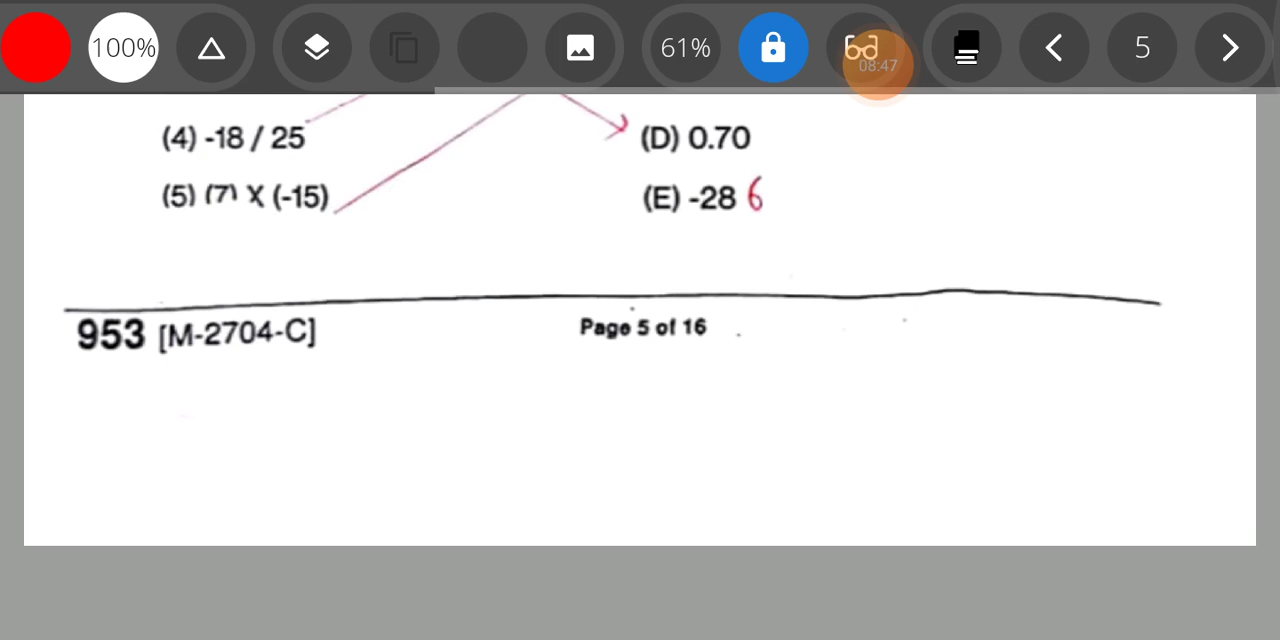 100% 61% 08:47 5
(4) -18 / 25 (D) 0.70
(5) (7) X (-15) (E) -28 6
953 [M-2704-C] Page 5 of 16